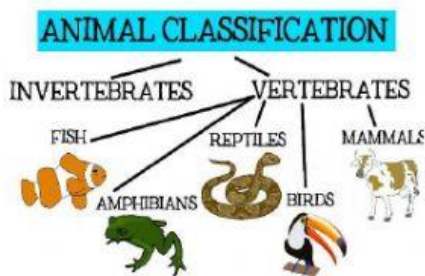 ANIMAL CLASSIFICATION
INVERTEBRATES VERTEBRATES
FISH REPTILES MAMMALS
AMPHIBIANS BIRDS